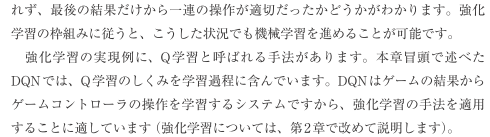 れず、最後の結果だけから一連の操作が適切だったかどうかがわかります。強化
学習の枠組みに従うと、こうした状況でも機械学習を進めることが可能です。
強化学習の実現例に、Q学習と呼ばれる手法があります。本章冒頭で述べた
DQNでは、Q学習のしくみを学習過程に含んでいます。DQNはゲームの結果から
ゲームコントローラの操作を学習するシステムですから、強化学習の手法を適用
することに適しています（強化学習については、第2章で改めて説明します）。